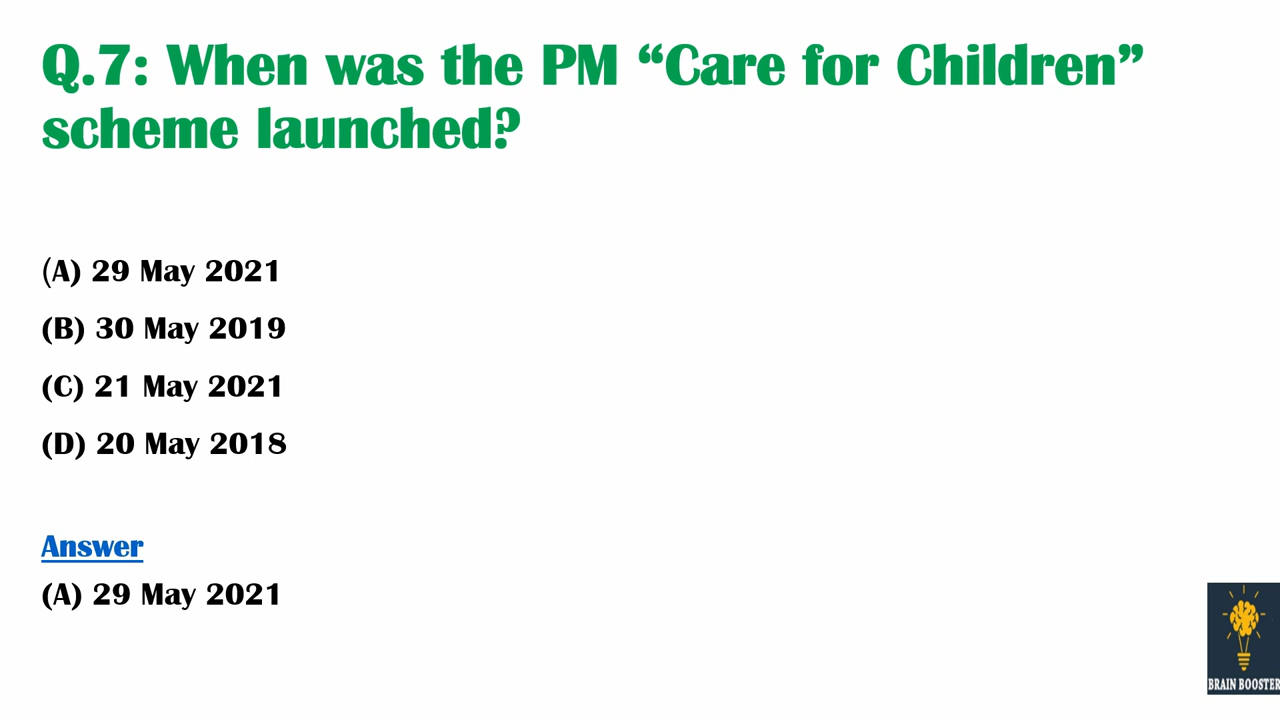 Q.7: When was the PM “Care for Children”
scheme launched?
(A) 29 May 2021
(B) 30 May 2019
(C) 21 May 2021
(D) 20 May 2018
Answer
(A) 29 May 2021
BRAIN BOOSTER